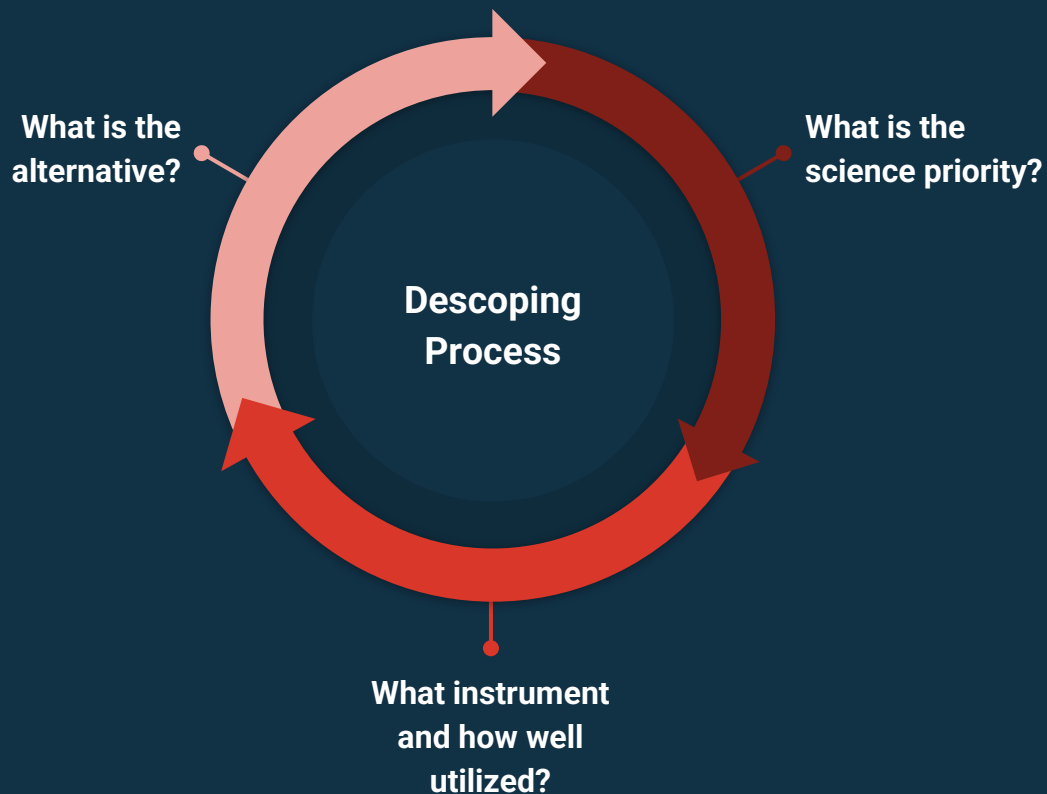 What is the
alternative?
What is the
science priority?
Descoping
Process
What instrument
and how well
utilized?